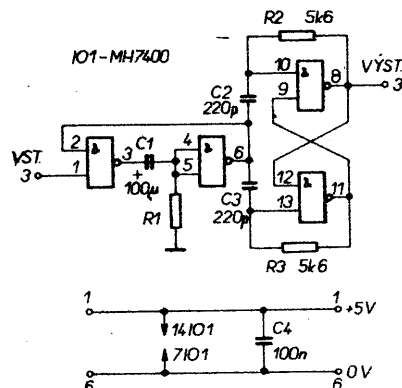 R2 5k6
IO1-MH7400
VÝST.
3
10
9
8
C2
220p
VST.
3
2
1
3
C1
+
100µ
4
5
6
R1
C3
220p
12
13
11
R3 5k6
1
1
+5V
14IO1
7IO1
C4
100n
6
6
0V